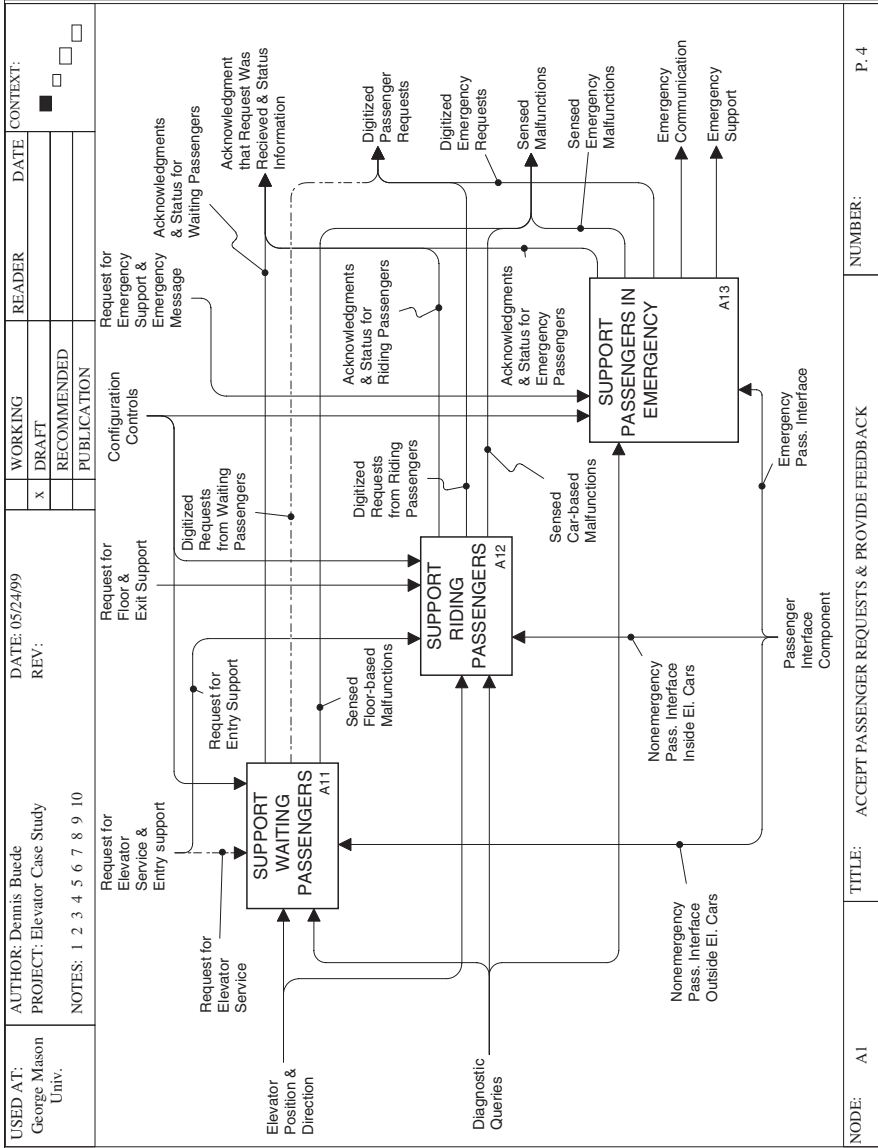 USED AT:
George Mason
Univ.
AUTHOR: Dennis Buede
PROJECT: Elevator Case Study
NOTES: 1 2 3 4 5 6 7 8 9 10
DATE: 05/24/99
REV:
WORKING
x DRAFT
RECOMMENDED
PUBLICATION
READER
DATE
CONTEXT:
Request for
Elevator
Service &
Entry support
Request for
Floor &
Exit Support
Configuration
Controls
Request for
Emergency
Support &
Emergency
Message
Acknowledgments
& Status for
Waiting Passengers
Request for
Elevator
Service
Request for
Entry Support
Digitized
Requests
from Waiting
Passengers
Acknowledgment
that Request Was
Recieved & Status
Information
Elevator
Position &
Direction
SUPPORT
WAITING
PASSENGERS
A11
Sensed
Floor-based
Malfunctions
Acknowledgments
& Status for
Riding Passengers
Digitized
Passenger
Requests
Digitized
Requests
from Riding
Passengers
Digitized
Emergency
Requests
SUPPORT
RIDING
PASSENGERS
A12
Acknowledgments
& Status for
Emergency
Passengers
Sensed
Malfunctions
Diagnostic
Queries
Sensed
Car-based
Malfunctions
Sensed
Emergency
Malfunctions
SUPPORT
PASSENGERS IN
EMERGENCY
A13
Emergency
Communication
Emergency
Support
Nonemergency
Pass. Interface
Outside El. Cars
Nonemergency
Pass. Interface
Inside El. Cars
Emergency
Pass. Interface
Passenger
Interface
Component
NODE: A1
TITLE: ACCEPT PASSENGER REQUESTS & PROVIDE FEEDBACK
NUMBER:
P. 4